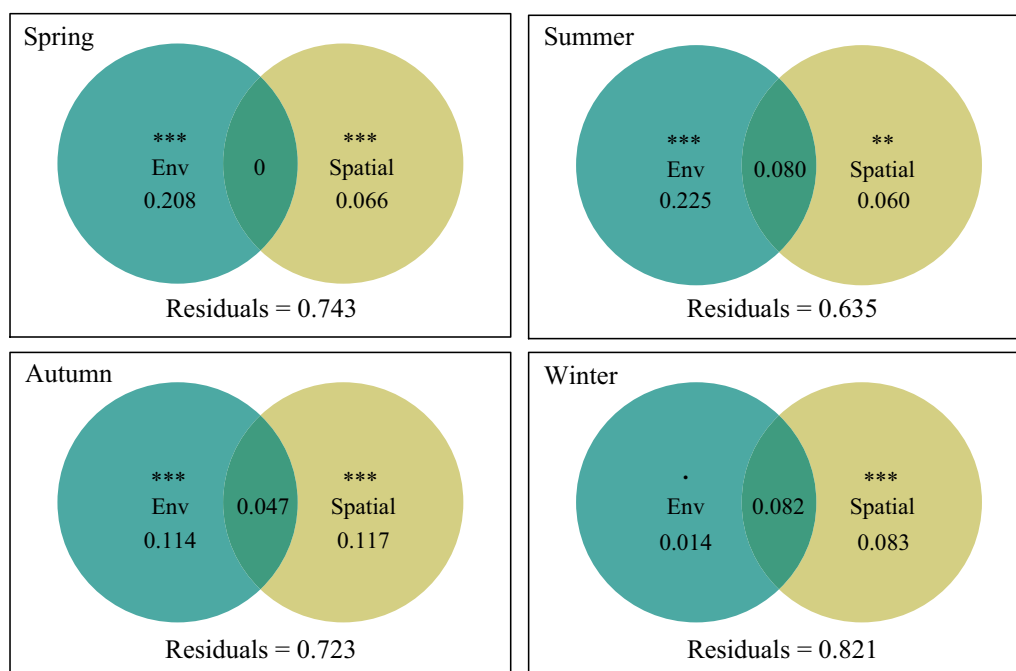 Spring
***
Env
0.208
0
***
Spatial
0.066
Residuals = 0.743
Summer
***
Env
0.225
0.080
**
Spatial
0.060
Residuals = 0.635
Autumn
***
Env
0.114
0.047
***
Spatial
0.117
Residuals = 0.723
Winter
.
Env
0.014
0.082
***
Spatial
0.083
Residuals = 0.821